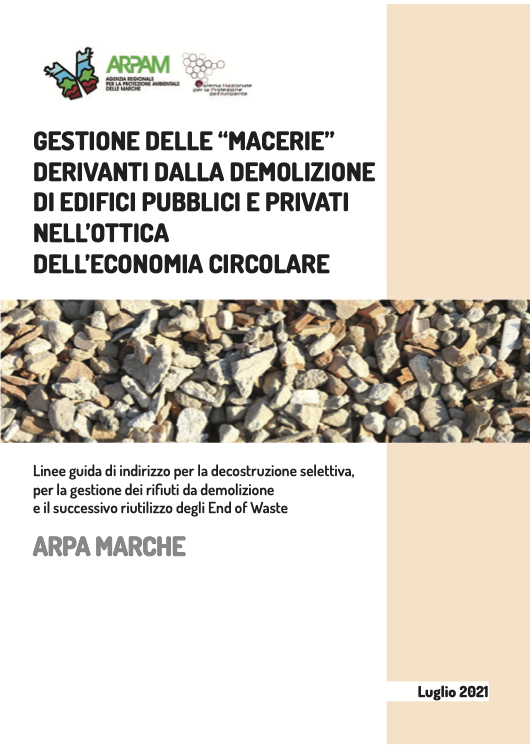 ARPAM
AGENZIA REGIONALE
PER LA PROTEZIONE AMBIENTALE
DELLE MARCHE
Sistema Nazionale
per la Protezione
dell'Ambiente
GESTIONE DELLE “MACERIE”
DERIVANTI DALLA DEMOLIZIONE
DI EDIFICI PUBBLICI E PRIVATI
NELL’OTTICA
DELL’ECONOMIA CIRCOLARE
Linee guida di indirizzo per la decostruzione selettiva,
per la gestione dei rifiuti da demolizione
e il successivo riutilizzo degli End of Waste
ARPA MARCHE
Luglio 2021